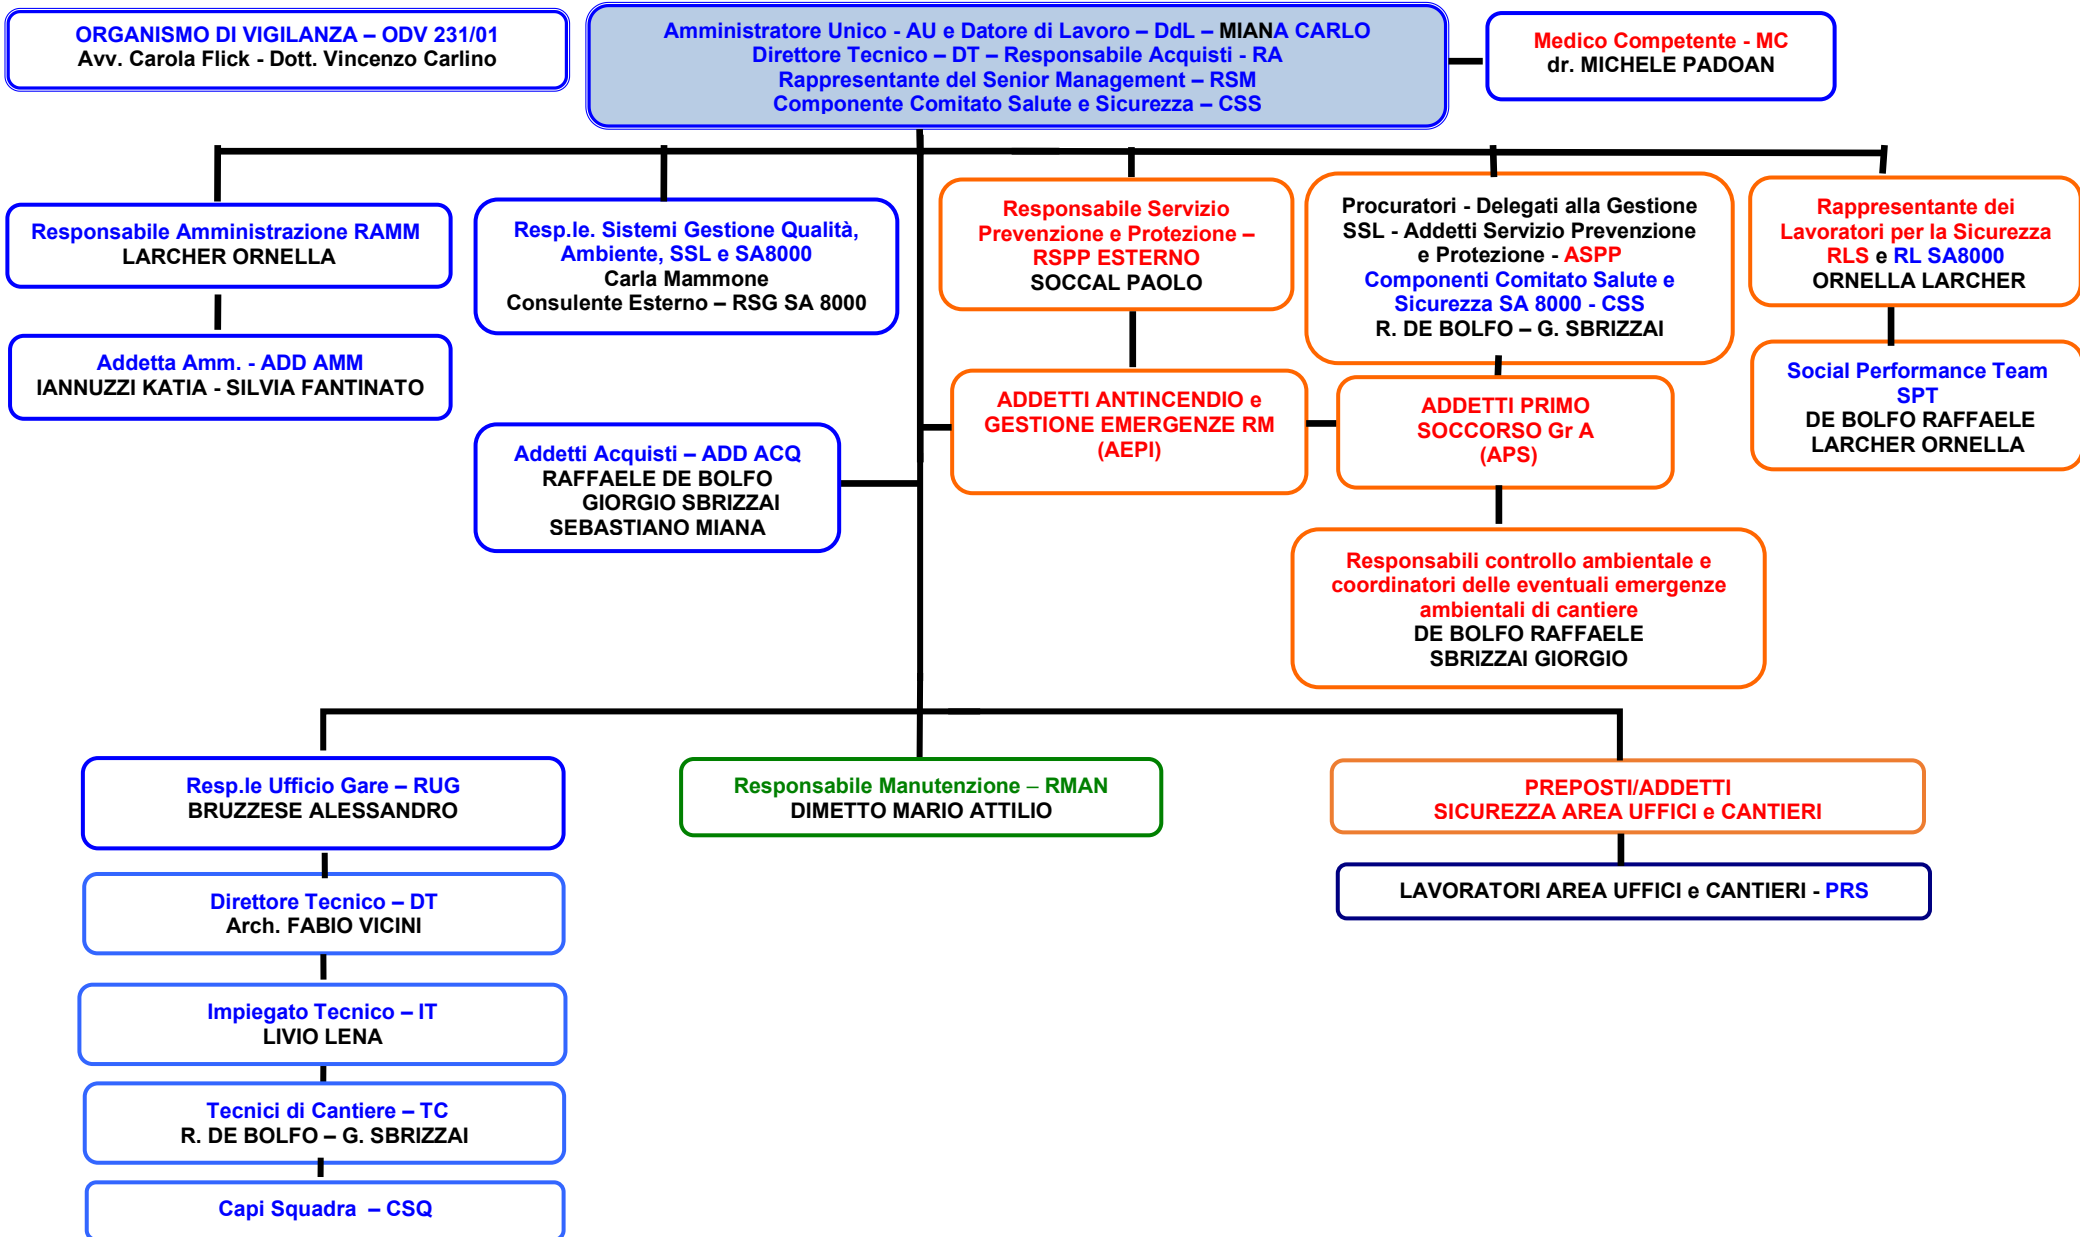 ORGANISMO DI VIGILANZA – ODV 231/01
Avv. Carola Flick - Dott. Vincenzo Carlino
Amministratore Unico - AU e Datore di Lavoro – DdL – MIANA CARLO
Direttore Tecnico – DT – Responsabile Acquisti - RA
Rappresentante del Senior Management – RSM
Componente Comitato Salute e Sicurezza – CSS
Medico Competente - MC
dr. MICHELE PADOAN
Responsabile Amministrazione RAMM
LARCHER ORNELLA
Resp.le. Sistemi Gestione Qualità,
Ambiente, SSL e SA8000
Carla Mammone
Consulente Esterno – RSG SA 8000
Responsabile Servizio
Prevenzione e Protezione –
RSPP ESTERNO
SOCCAL PAOLO
Procuratori - Delegati alla Gestione
SSL - Addetti Servizio Prevenzione
e Protezione - ASPP
Componenti Comitato Salute e
Sicurezza SA 8000 - CSS
R. DE BOLFO – G. SBRIZZAI
Rappresentante dei
Lavoratori per la Sicurezza
RLS e RL SA8000
ORNELLA LARCHER
Addetta Amm. - ADD AMM
IANNUZZI KATIA - SILVIA FANTINATO
Addetti Acquisti – ADD ACQ
RAFFAELE DE BOLFO
GIORGIO SBRIZZAI
SEBASTIANO MIANA
ADDETTI ANTINCENDIO e
GESTIONE EMERGENZE RM
(AEPI)
ADDETTI PRIMO
SOCCORSO Gr A
(APS)
Social Performance Team
SPT
DE BOLFO RAFFAELE
LARCHER ORNELLA
Responsabili controllo ambientale e
coordinatori delle eventuali emergenze
ambientali di cantiere
DE BOLFO RAFFAELE
SBRIZZAI GIORGIO
Resp.le Ufficio Gare – RUG
BRUZZESE ALESSANDRO
Responsabile Manutenzione – RMAN
DIMETTO MARIO ATTILIO
PREPOSTI/ADDETTI
SICUREZZA AREA UFFICI e CANTIERI
LAVORATORI AREA UFFICI e CANTIERI - PRS
Direttore Tecnico – DT
Arch. FABIO VICINI
Impiegato Tecnico – IT
LIVIO LENA
Tecnici di Cantiere – TC
R. DE BOLFO – G. SBRIZZAI
Capi Squadra – CSQ